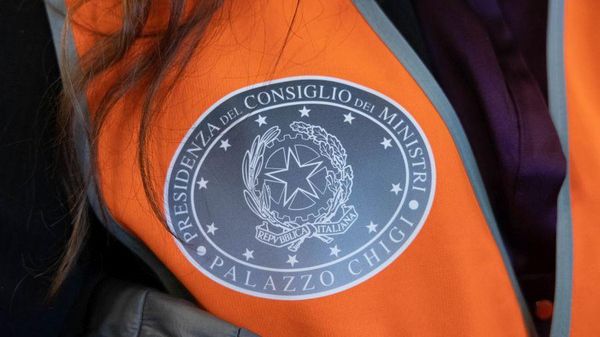 PRESIDENZA DEL CONSIGLIO DEI MINISTRI
REPVBBLICA ITALIANA
• PALAZZO CHIGI •